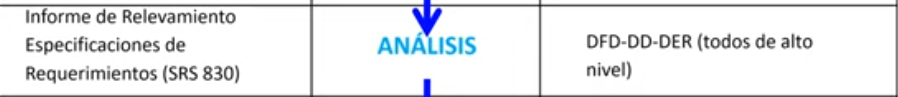 Informe de Relevamiento
Especificaciones de
Requerimientos (SRS 830)
ANÁLISIS
DFD-DD-DER (todos de alto
nivel)